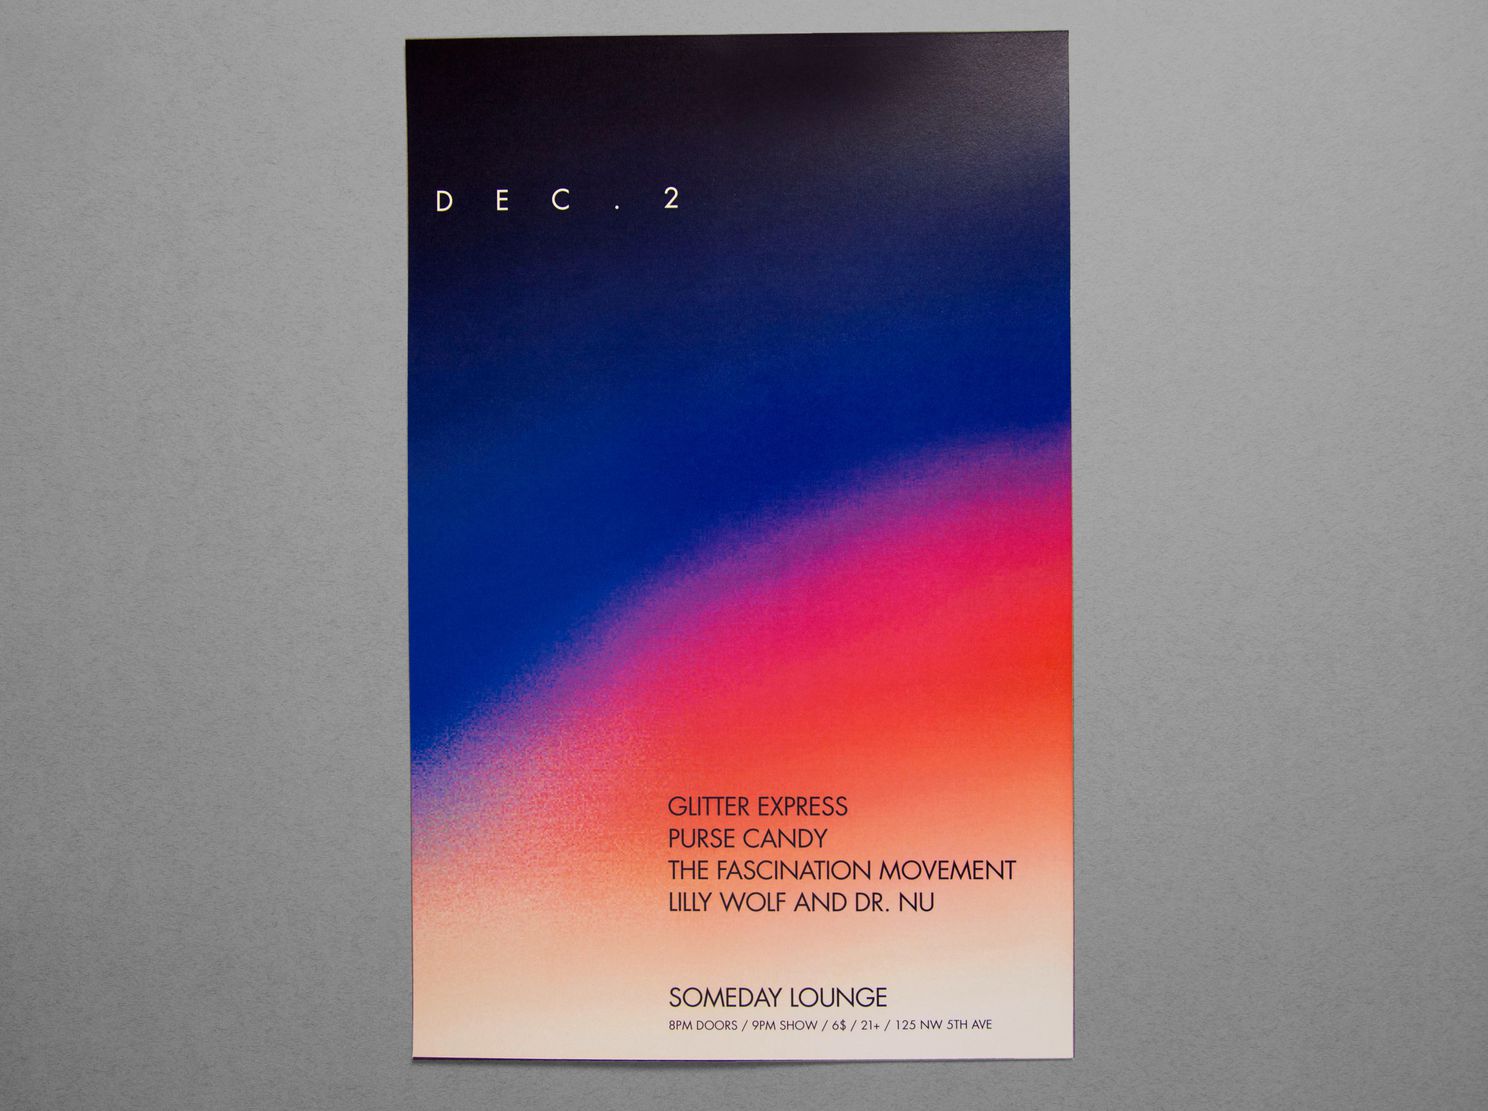 DEC. 2
GLITTER EXPRESS
PURSE CANDY
THE FASCINATION MOVEMENT
LILLY WOLF AND DR. NU
SOMEDAY LOUNGE
8PM DOORS / 9PM SHOW / 6$ / 21+ / 125 NW 5TH AVE